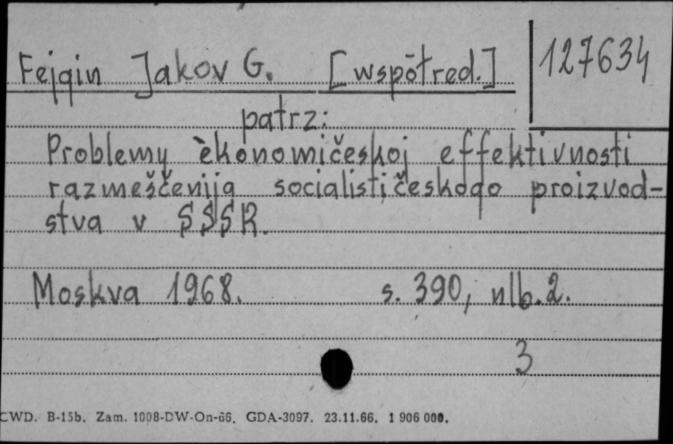 Fejgin Jakov G. [współred.]
127634
patrz:
Problemy èkonomičeskoj effektivnosti
razmeščenija socialističeskogo proizvod-
stva v SSSR.
Moskva 1968. s. 390, nlb. 2.
3
CWD. B-15b. Zam. 1008-DW-On-66. GDA-3097. 23.11.66. 1 906 000.